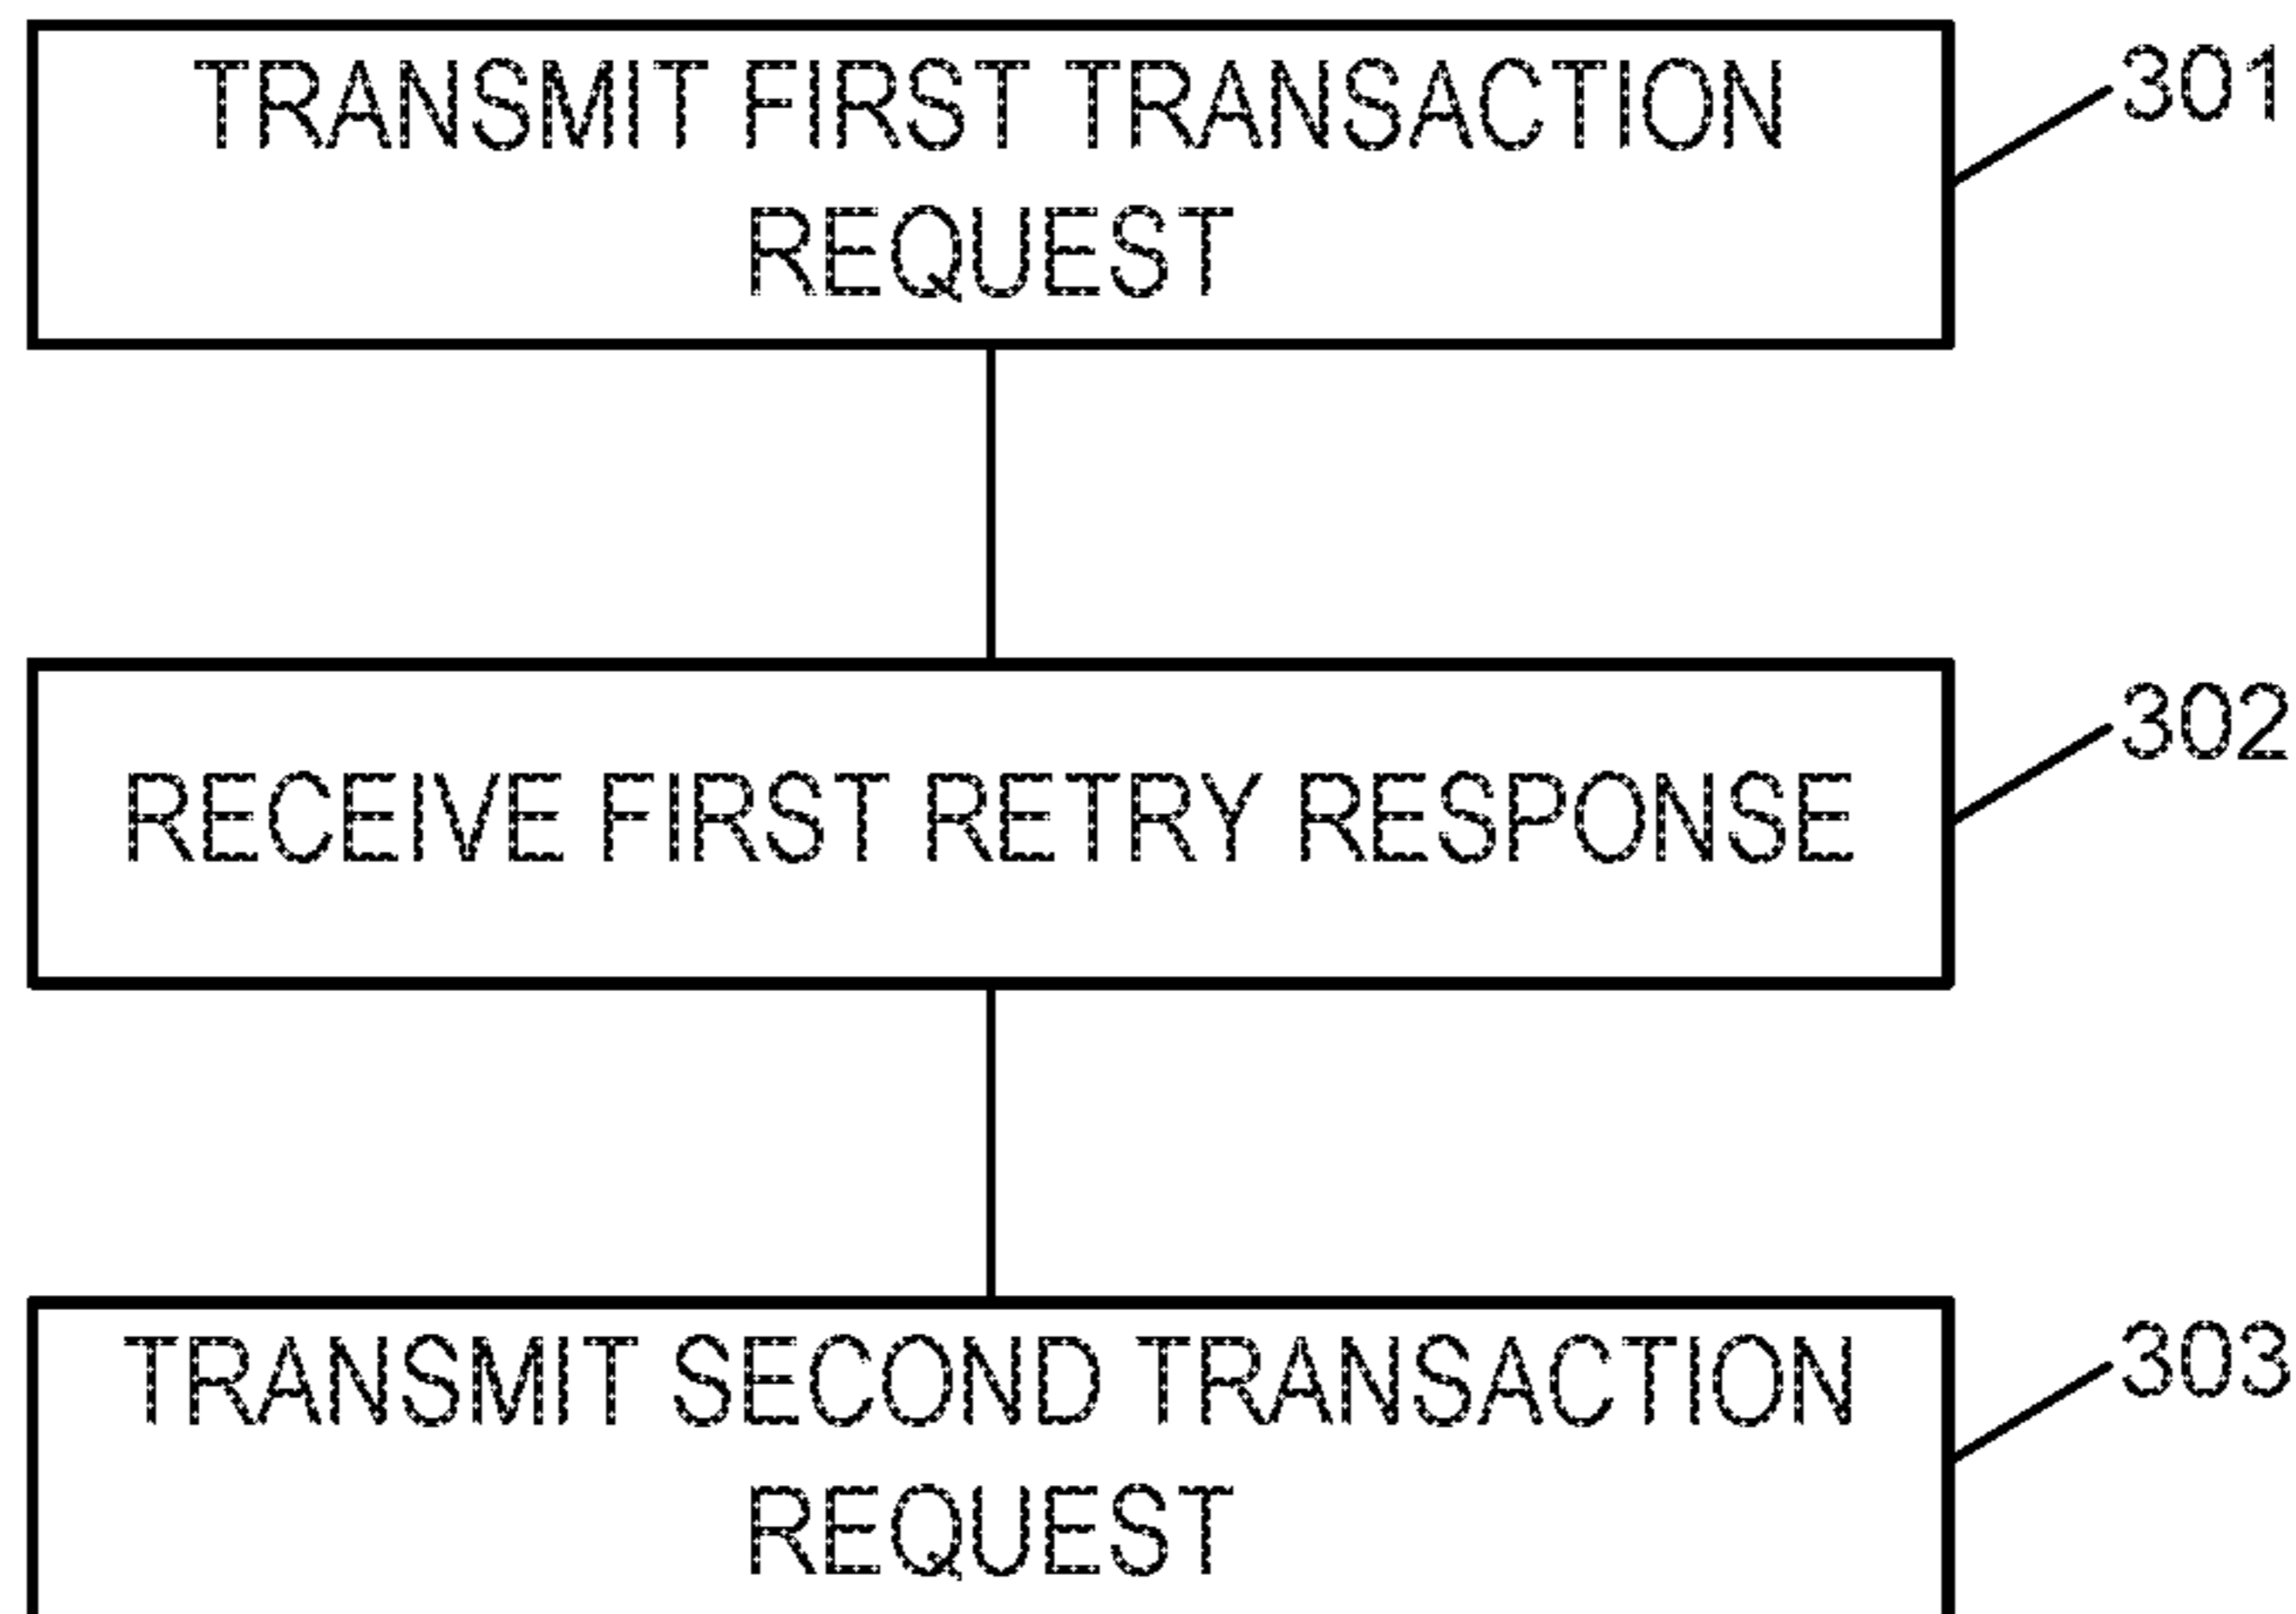 TRANSMIT FIRST TRANSACTION
REQUEST
301
RECEIVE FIRST RETRY RESPONSE
302
TRANSMIT SECOND TRANSACTION
REQUEST
303